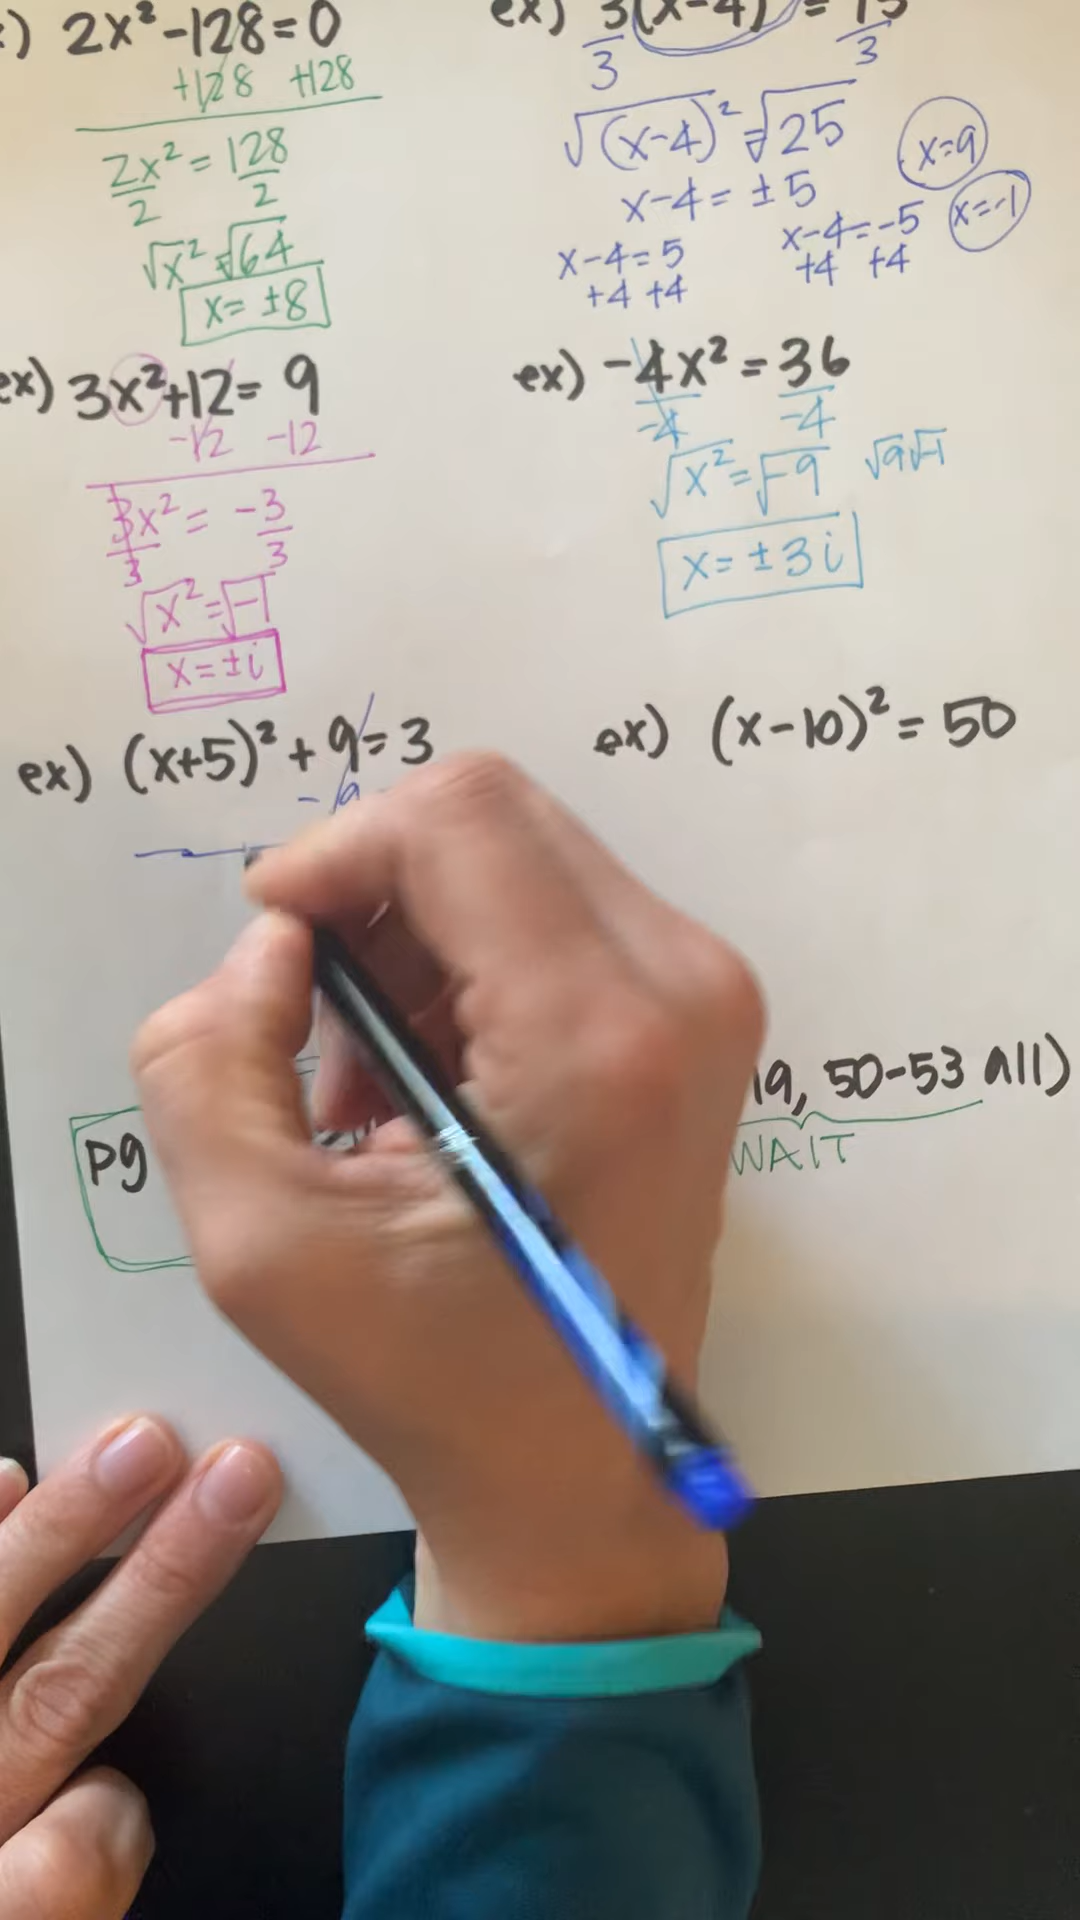 2x²-128=0
+128 +128
2x² = 128
2 2
√x² = √64
x= ±8
ex) 3(x-4)² =
3 3
√(x-4)² = √25
x-4= ±5
x-4=5
+4 +4
x-4=-5
+4 +4
x=9
x=-1
ex) 3x²+12= 9
-12 -12
3x² = -3
3 3
√x² = √-1
x=±i
ex) -4x² = 36
-4 -4
√x² = √-9 √9√-1
x= ±3i
ex) (x+5)² + 9=3
-9
ex) (x-10)² = 50
pg
19, 50-53 all)
WAIT